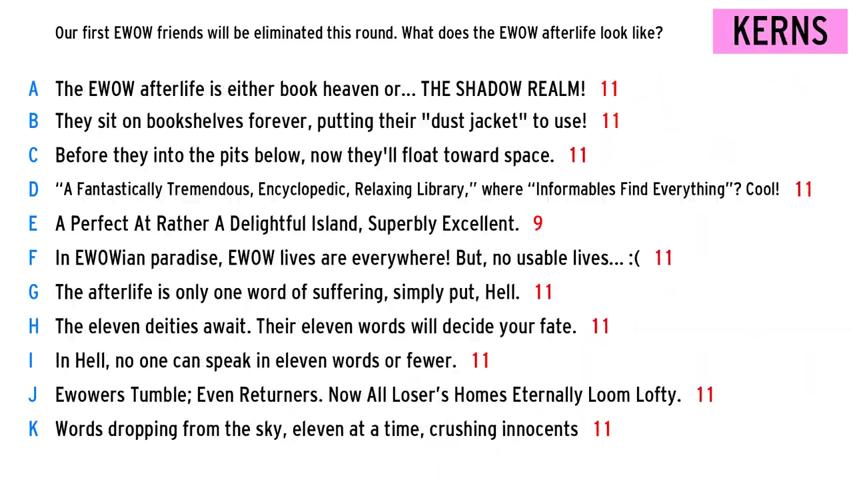 Our first EWOW friends will be eliminated this round. What does the EWOW afterlife look like?
KERNS
A The EWOW afterlife is either book heaven or... THE SHADOW REALM! 11
B They sit on bookshelves forever, putting their "dust jacket" to use! 11
C Before they into the pits below, now they'll float toward space. 11
D “A Fantastically Tremendous, Encyclopedic, Relaxing Library,” where “Informables Find Everything”? Cool! 11
E A Perfect At Rather A Delightful Island, Superbly Excellent. 9
F In EWOWian paradise, EWOW lives are everywhere! But, no usable lives... :( 11
G The afterlife is only one word of suffering, simply put, Hell. 11
H The eleven deities await. Their eleven words will decide your fate. 11
I In Hell, no one can speak in eleven words or fewer. 11
J Ewowers Tumble; Even Returners. Now All Loser’s Homes Eternally Loom Lofty. 11
K Words dropping from the sky, eleven at a time, crushing innocents 11